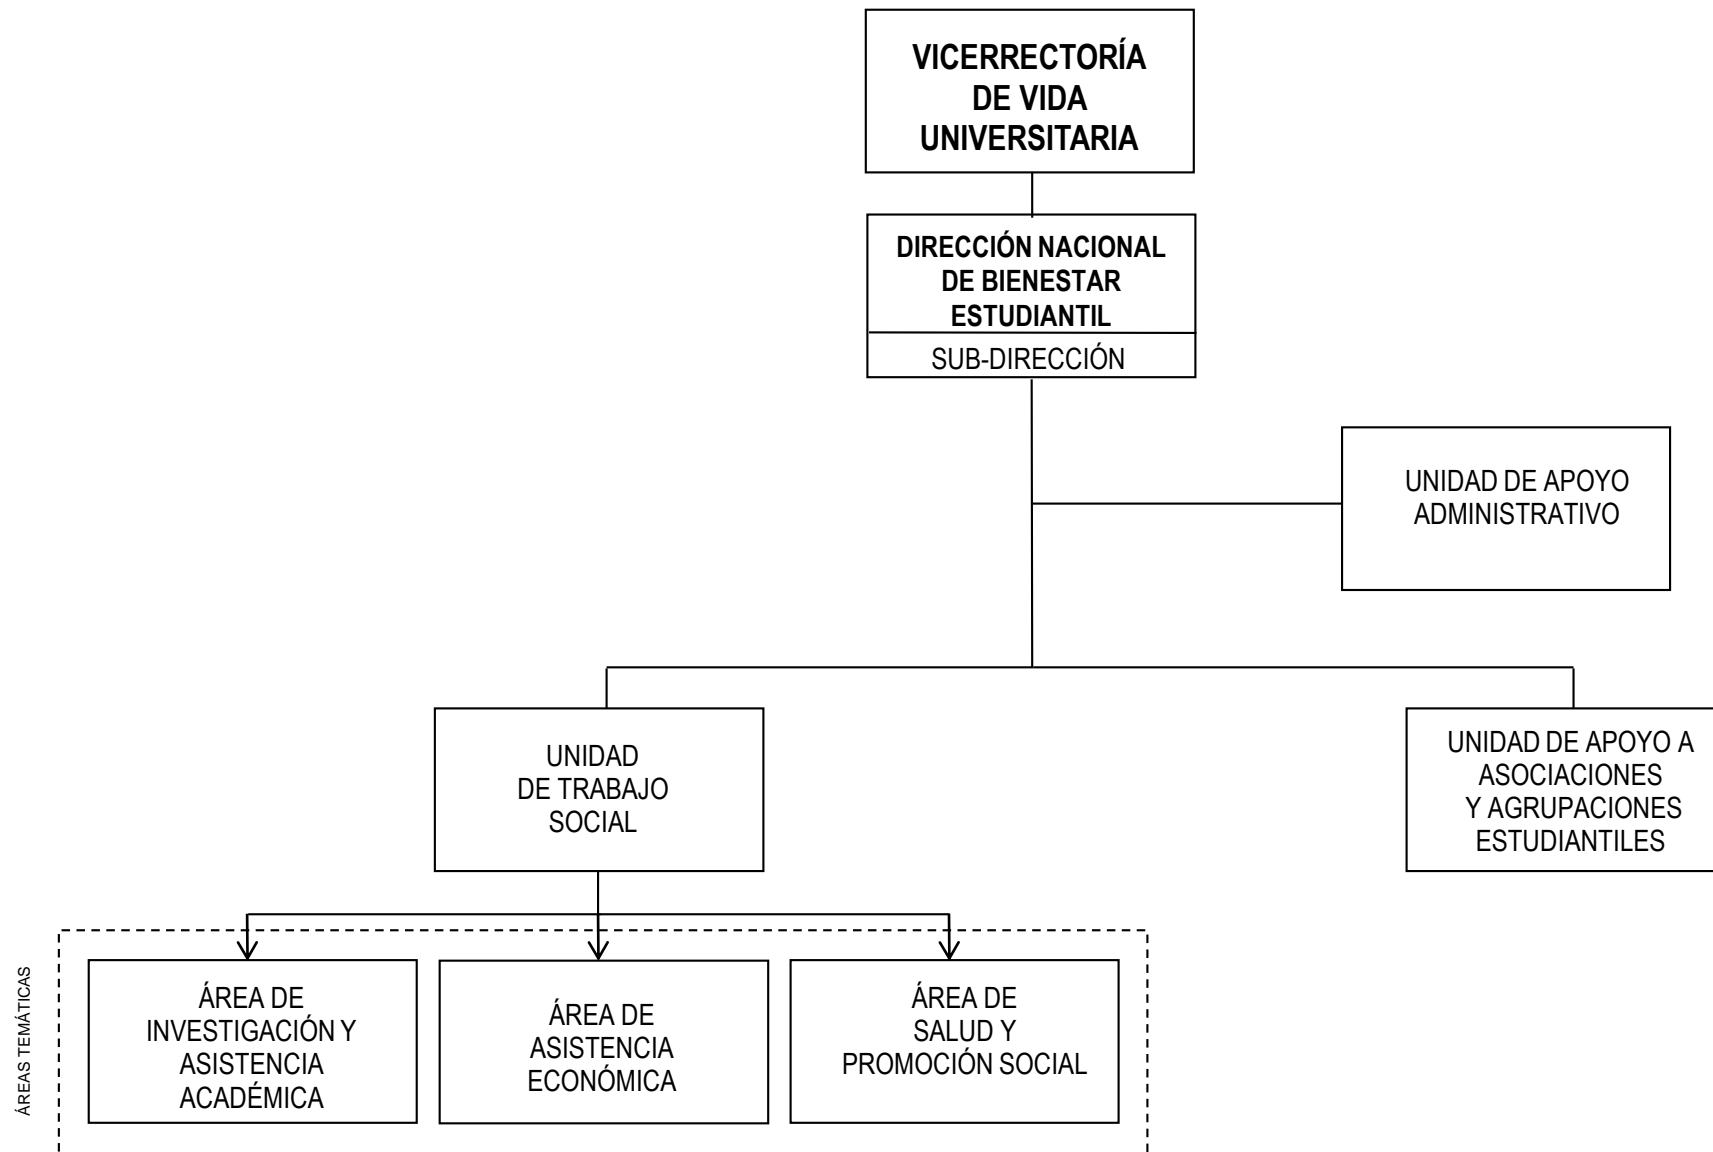 VICERRECTORÍA
DE VIDA
UNIVERSITARIA
DIRECCIÓN NACIONAL
DE BIENESTAR
ESTUDIANTIL
SUB-DIRECCIÓN
UNIDAD DE APOYO
ADMINISTRATIVO
UNIDAD
DE TRABAJO
SOCIAL
UNIDAD DE APOYO A
ASOCIACIONES
Y AGRUPACIONES
ESTUDIANTILES
ÁREAS TEMÁTICAS
ÁREA DE
INVESTIGACIÓN Y
ASISTENCIA
ACADÉMICA
ÁREA DE
ASISTENCIA
ECONÓMICA
ÁREA DE
SALUD Y
PROMOCIÓN SOCIAL